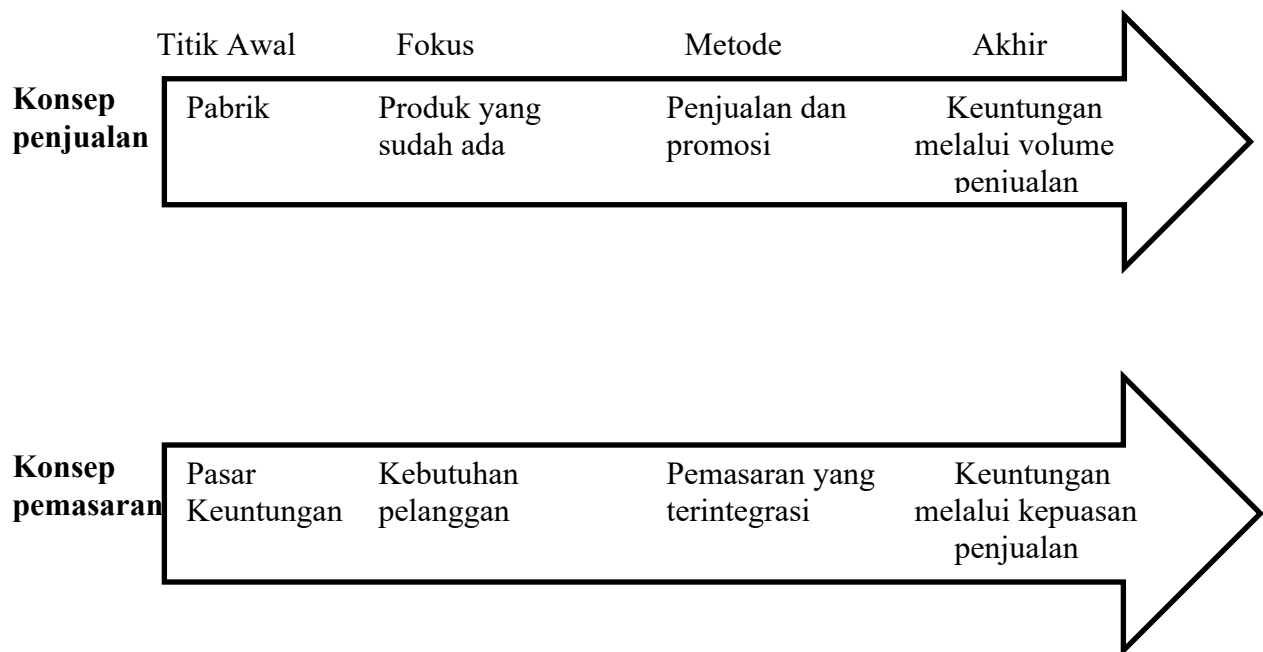 Titik Awal Fokus Metode Akhir
Konsep Pabrik Produk yang Penjualan dan Keuntungan
penjualan sudah ada promosi melalui volume
penjualan
Konsep Pasar Kebutuhan Pemasaran yang Keuntungan
pemasaran Keuntungan pelanggan terintegrasi melalui kepuasan
penjualan